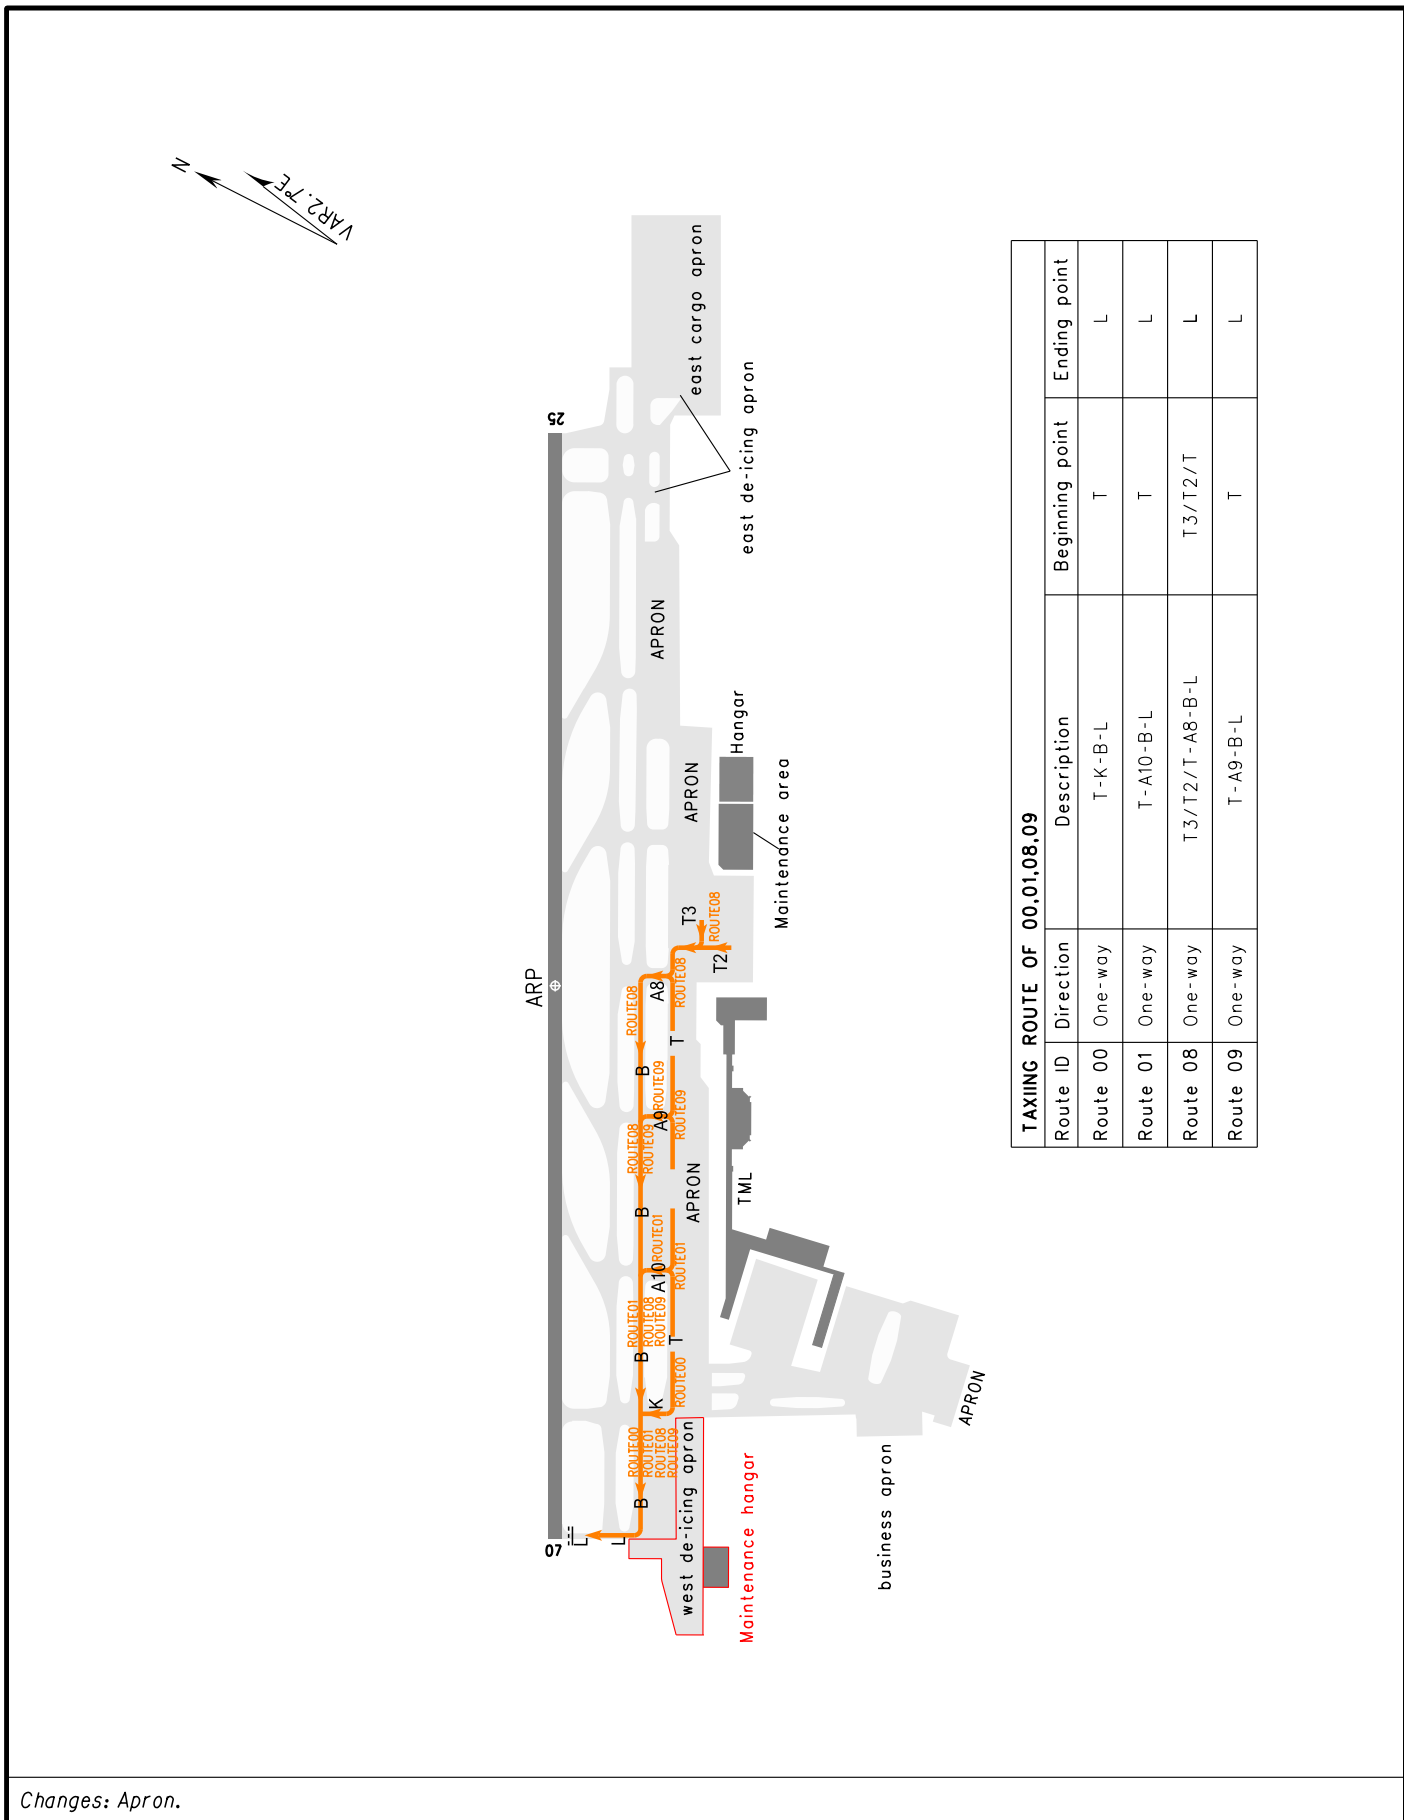 N
VAR2.7°E
25
07
ARP
east cargo apron
east de-icing apron
APRON
APRON
Hangar
Maintenance area
T3
ROUTE08
T2
ROUTE08
A8
ROUTE08
T
B
ROUTE09
A9
ROUTE09
ROUTE08
ROUTE09
B
APRON
TML
ROUTE01
A10
ROUTE01
ROUTE01
ROUTE08
ROUTE09
T
B
ROUTE00
K
ROUTE00
ROUTE01
ROUTE08
ROUTE09
B
L
L
west de-icing apron
Maintenance hangar
business apron
APRON
TAXIING ROUTE OF 00,01,08,09
Route ID Direction Description Beginning point Ending point
Route 00 One-way T-K-B-L T L
Route 01 One-way T-A10-B-L T L
Route 08 One-way T3/T2/T-A8-B-L T3/T2/T L
Route 09 One-way T-A9-B-L T L
Changes: Apron.